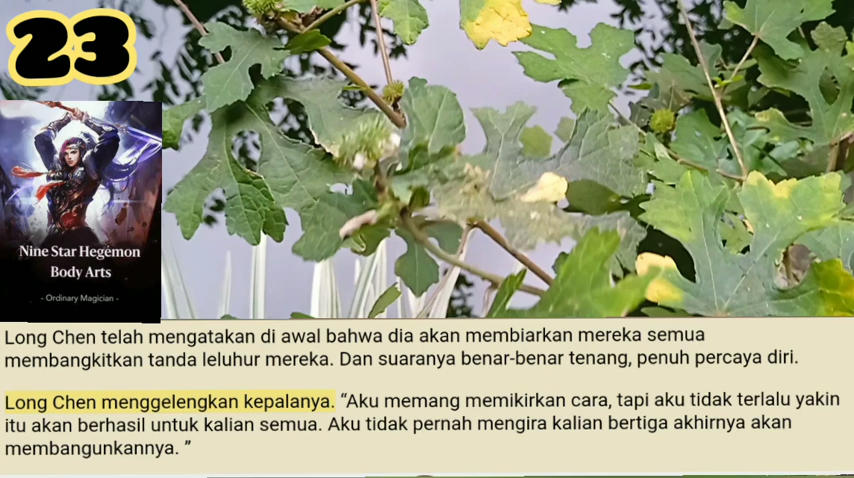 23
Nine Star Hegemon
Body Arts
- Ordinary Magician -
Long Chen telah mengatakan di awal bahwa dia akan membiarkan mereka semua
membangkitkan tanda leluhur mereka. Dan suaranya benar-benar tenang, penuh percaya diri.
Long Chen menggelengkan kepalanya. “Aku memang memikirkan cara, tapi aku tidak terlalu yakin
itu akan berhasil untuk kalian semua. Aku tidak pernah mengira kalian bertiga akhirnya akan
membangunkannya. ”